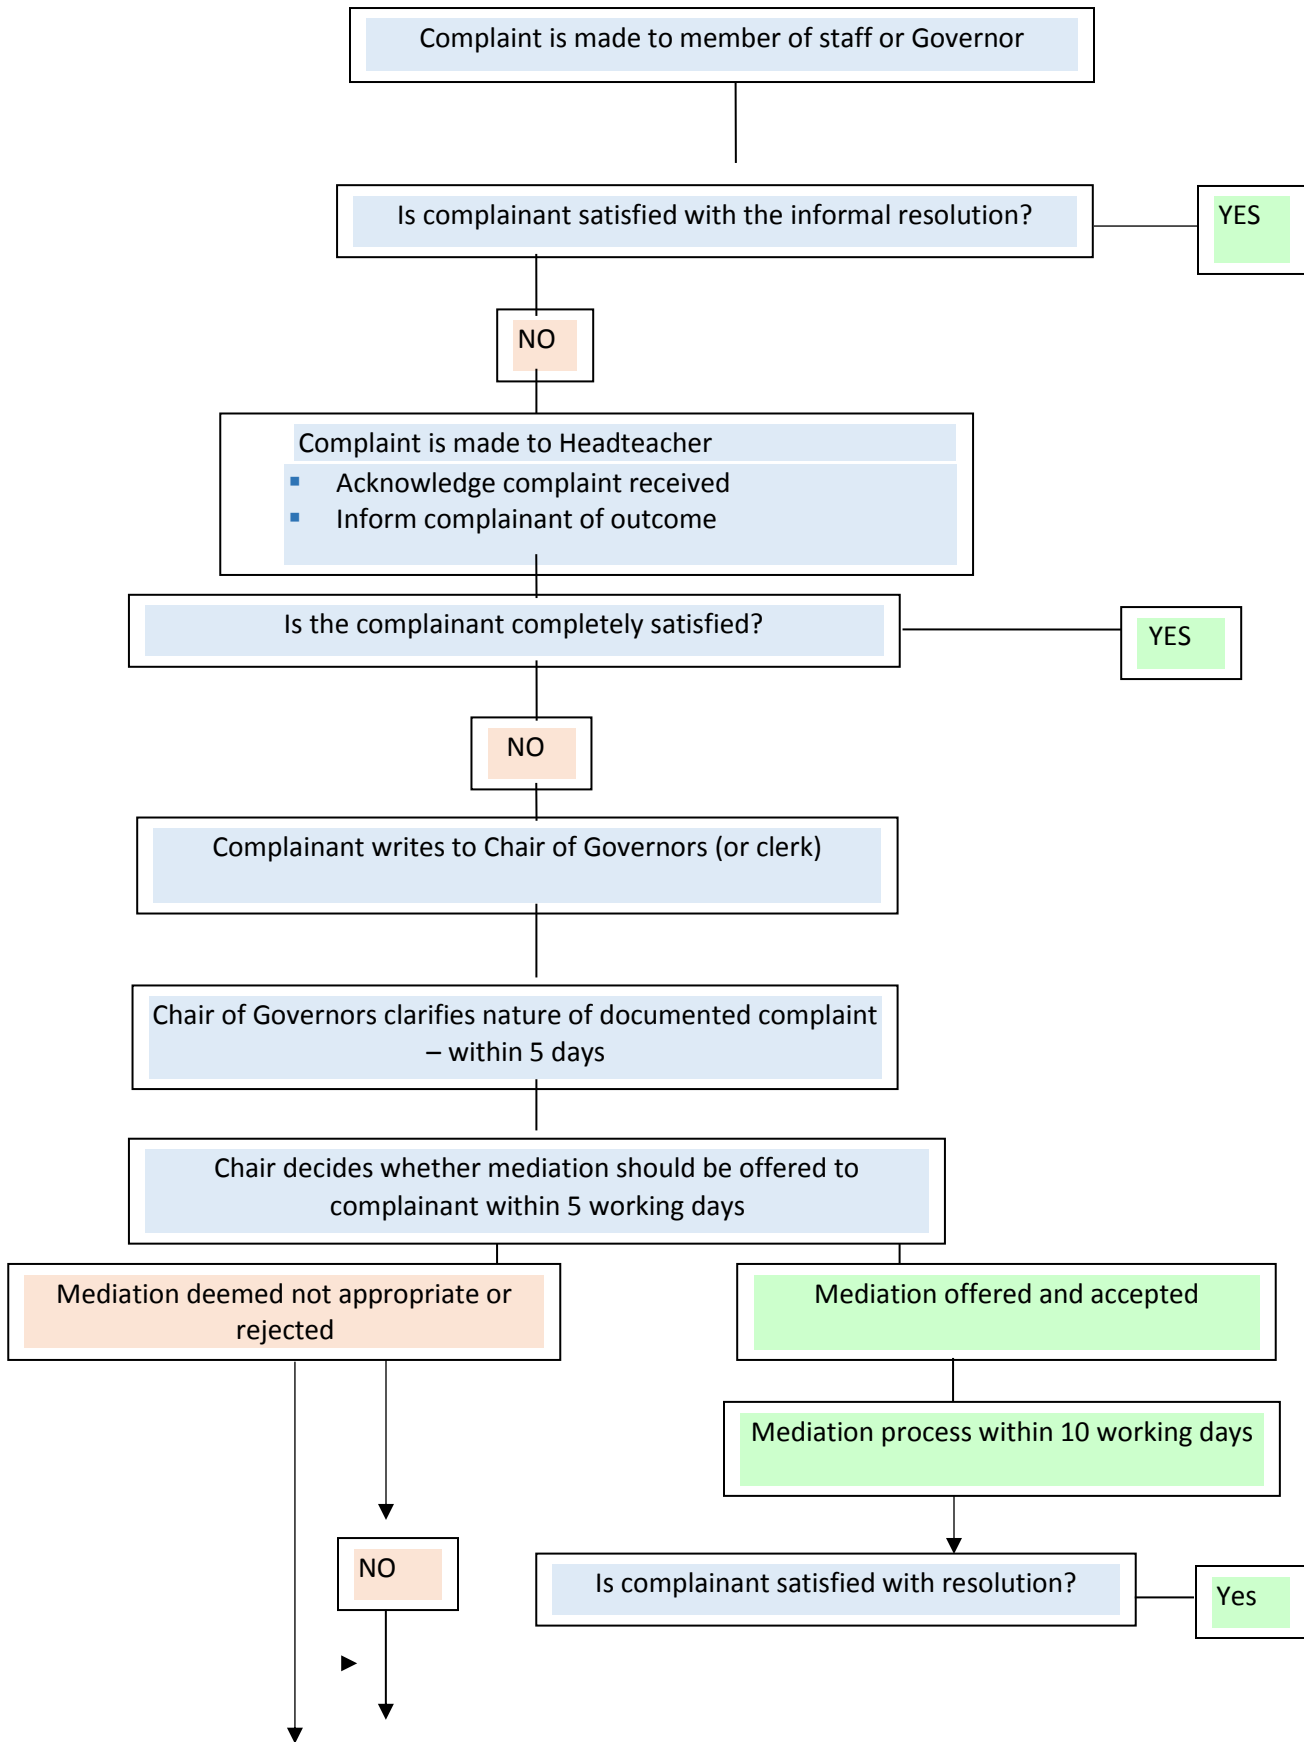 Complaint is made to member of staff or Governor
Is complainant satisfied with the informal resolution?
YES
NO
Complaint is made to Headteacher
▪ Acknowledge complaint received
▪ Inform complainant of outcome
Is the complainant completely satisfied?
YES
NO
Complainant writes to Chair of Governors (or clerk)
Chair of Governors clarifies nature of documented complaint
– within 5 days
Chair decides whether mediation should be offered to
complainant within 5 working days
Mediation deemed not appropriate or
rejected
Mediation offered and accepted
Mediation process within 10 working days
NO
Is complainant satisfied with resolution?
Yes